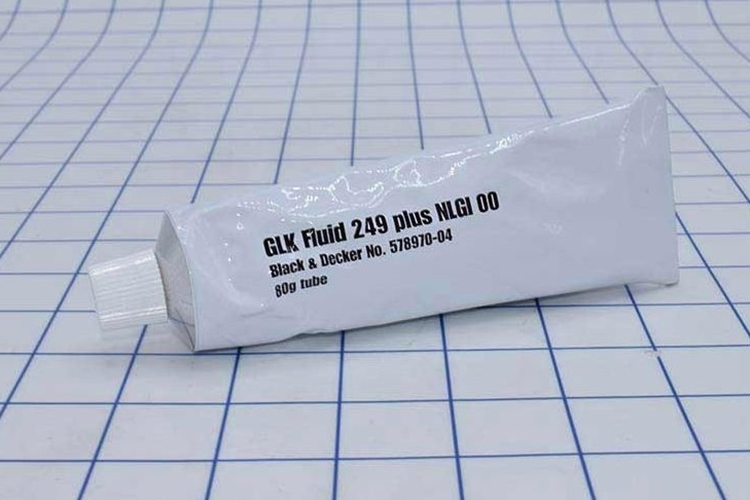 GLK Fluid 249 plus NLGI 00
Black & Decker No. 578970-04
80g tube